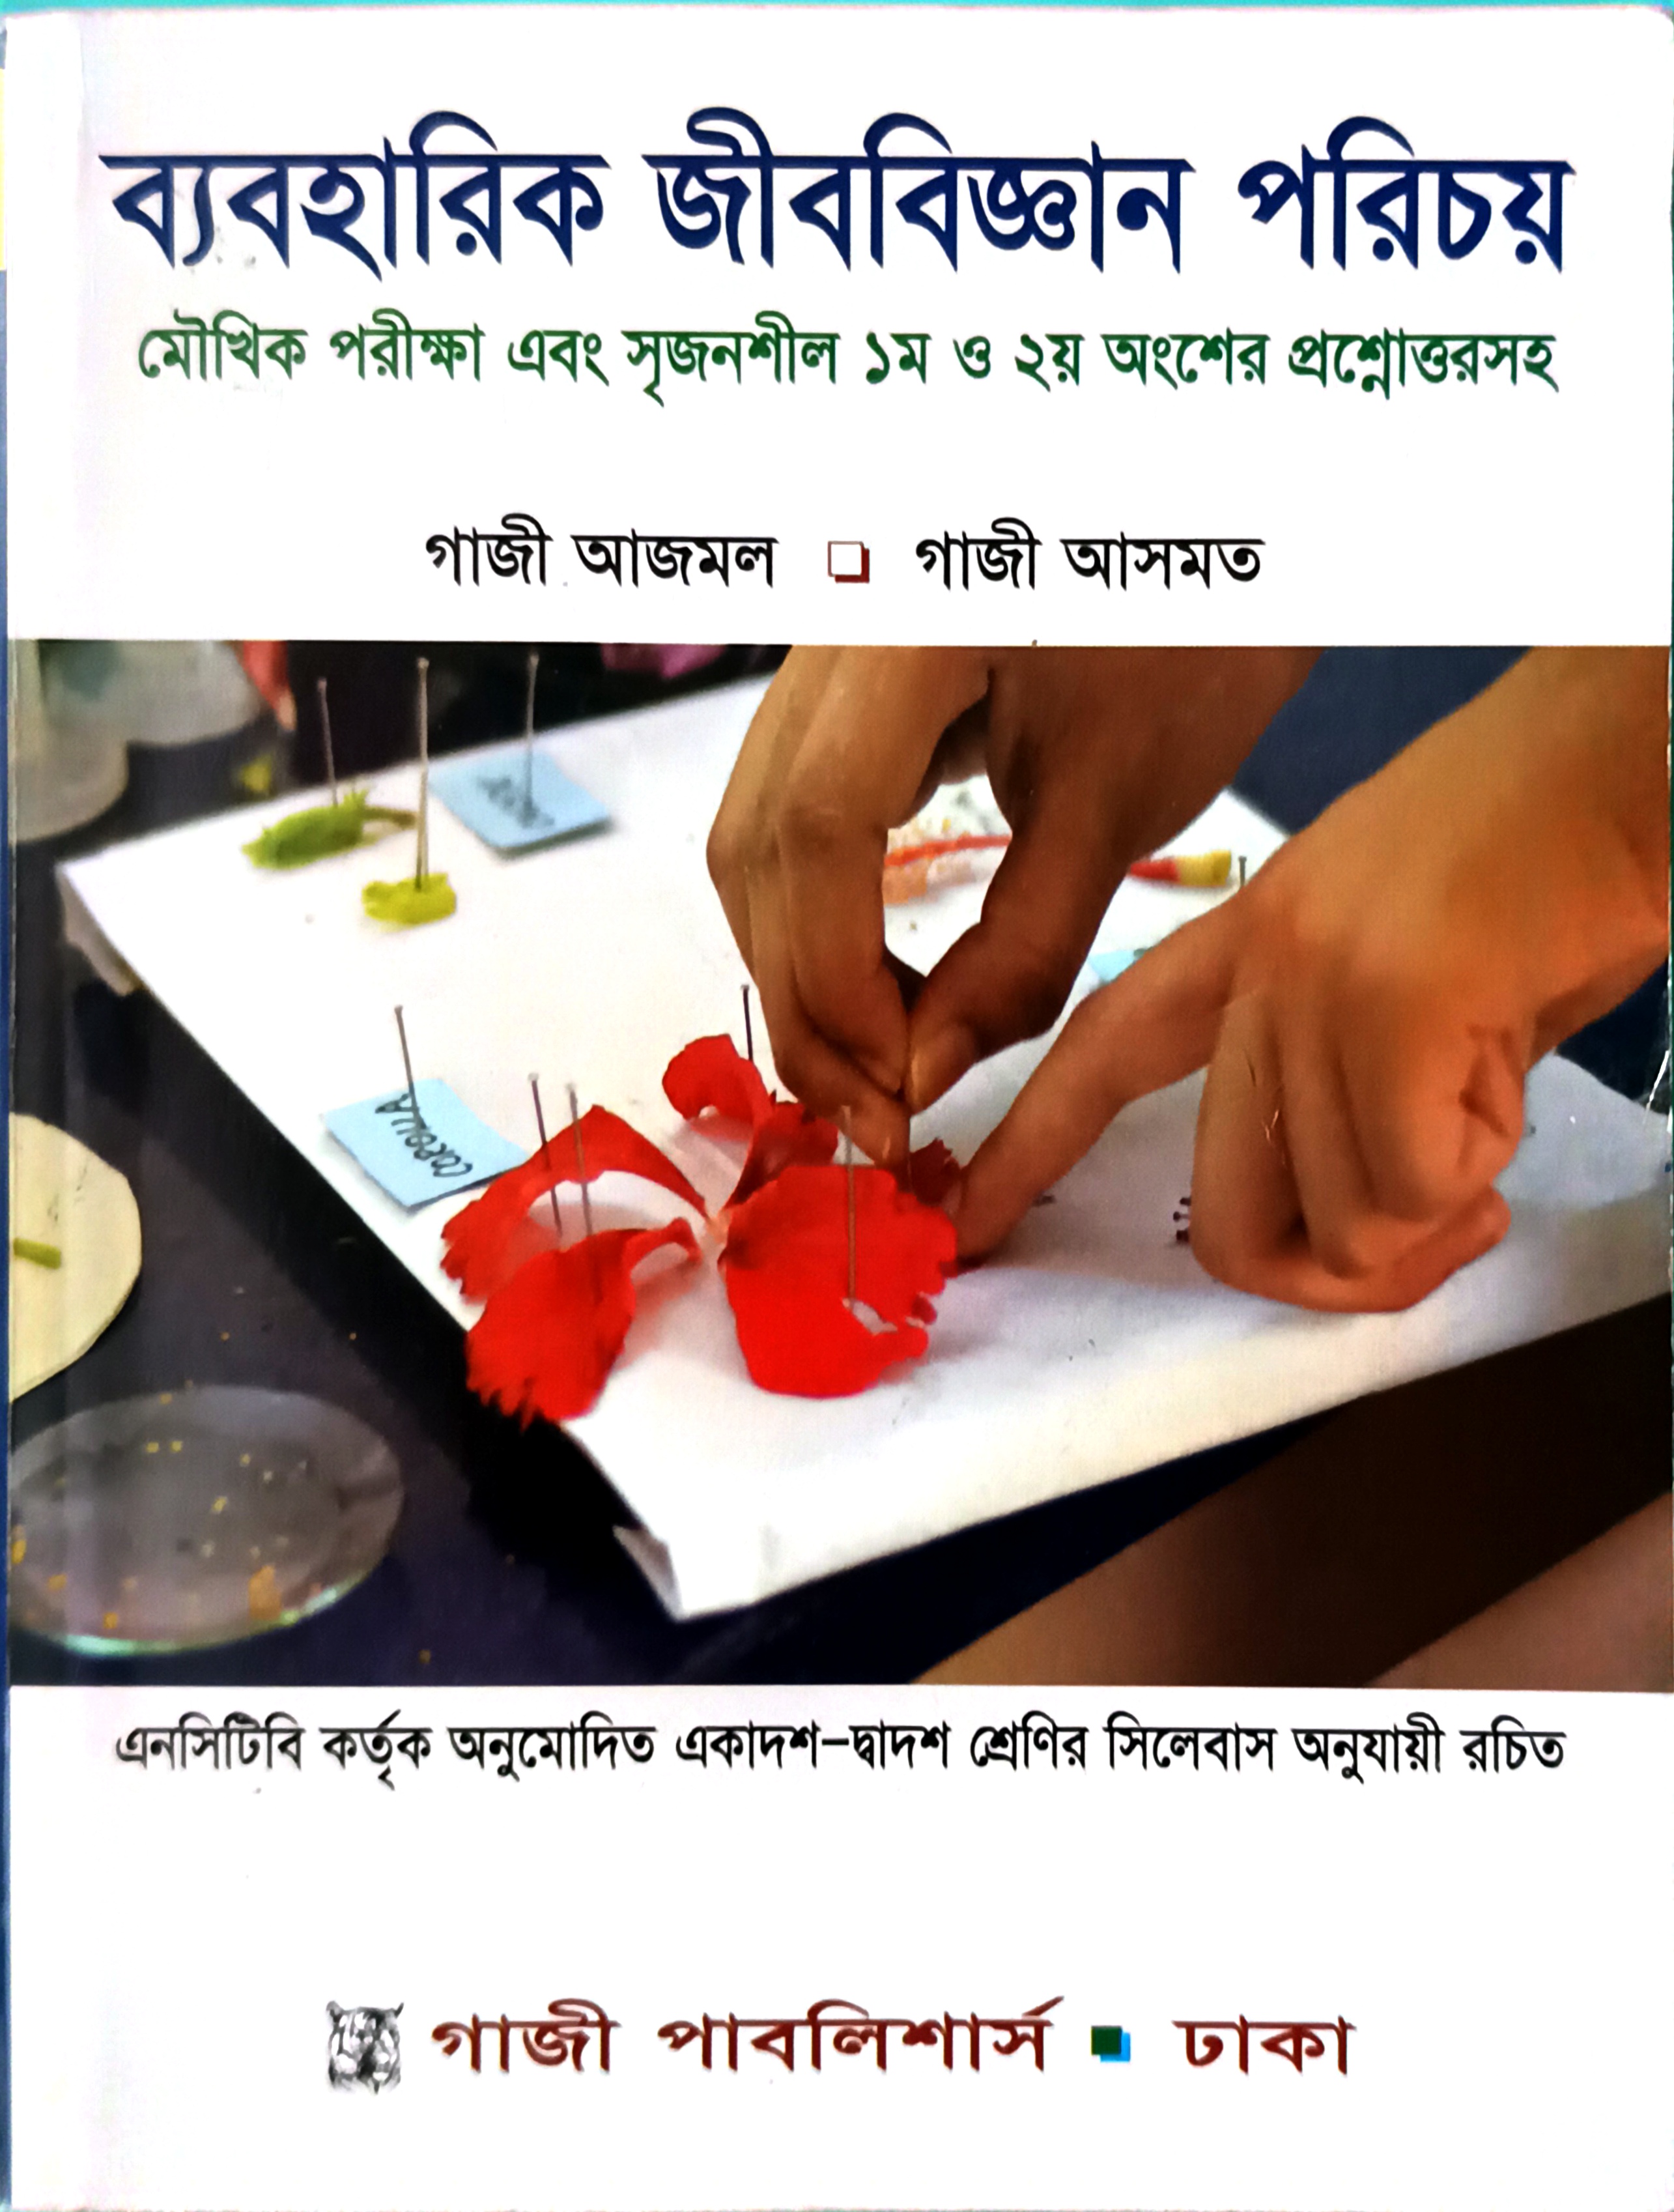 ব্যবহারিক জীববিজ্ঞান পরিচয়
মৌখিক পরীক্ষা এবং সৃজনশীল ১ম ও ২য় অংশের প্রশ্নোত্তরসহ
গাজী আজমল গাজী আসমত
COROLLA
এনসিটিবি কর্তৃক অনুমোদিত একাদশ–দ্বাদশ শ্রেণির সিলেবাস অনুযায়ী রচিত
গাজী পাবলিশার্স ▪ ঢাকা